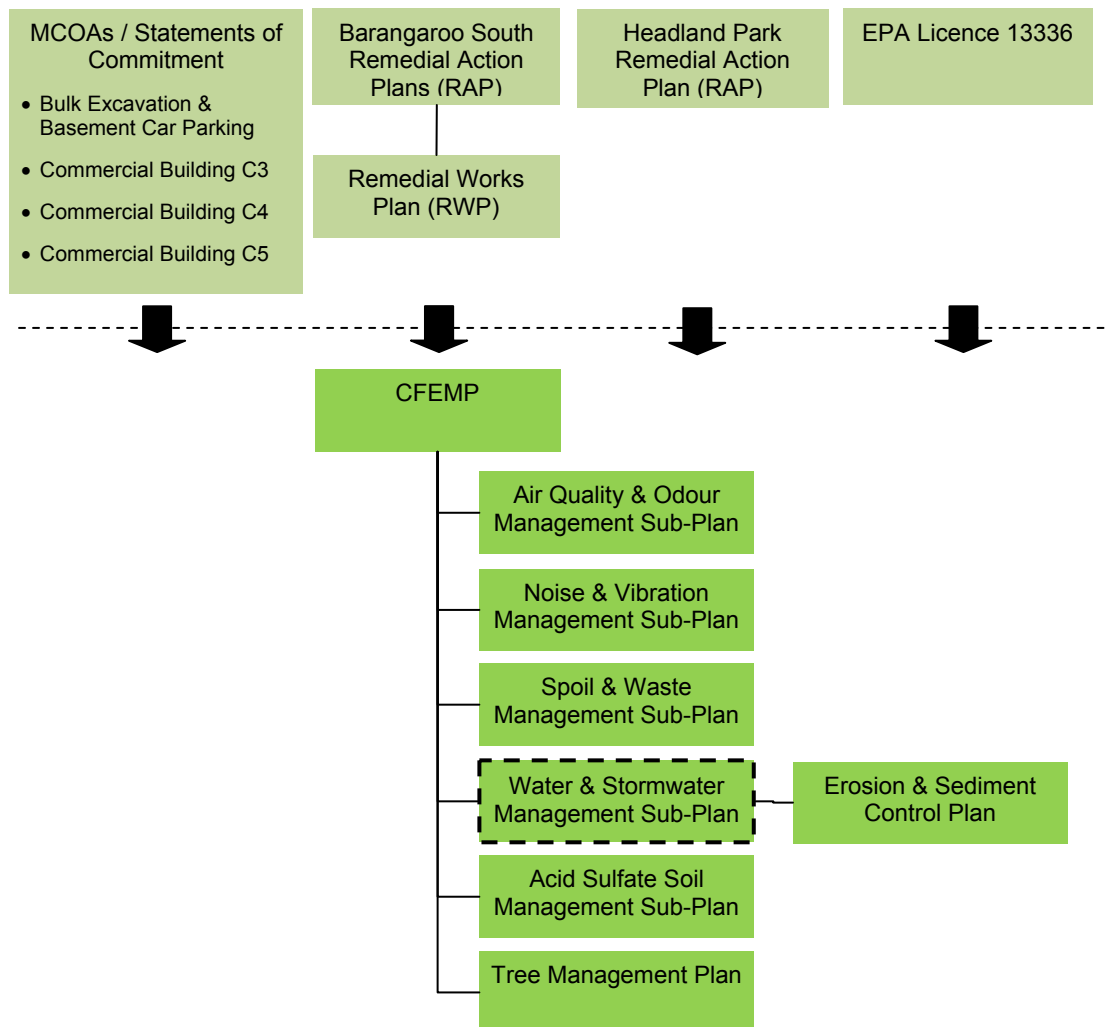 MCOAs / Statements of
Commitment
• Bulk Excavation &
Basement Car Parking
• Commercial Building C3
• Commercial Building C4
• Commercial Building C5
Barangaroo South
Remedial Action
Plans (RAP)
Remedial Works
Plan (RWP)
Headland Park
Remedial Action
Plan (RAP)
EPA Licence 13336
CFEMP
Air Quality & Odour
Management Sub-Plan
Noise & Vibration
Management Sub-Plan
Spoil & Waste
Management Sub-Plan
Water & Stormwater
Management Sub-Plan
Erosion & Sediment
Control Plan
Acid Sulfate Soil
Management Sub-Plan
Tree Management Plan